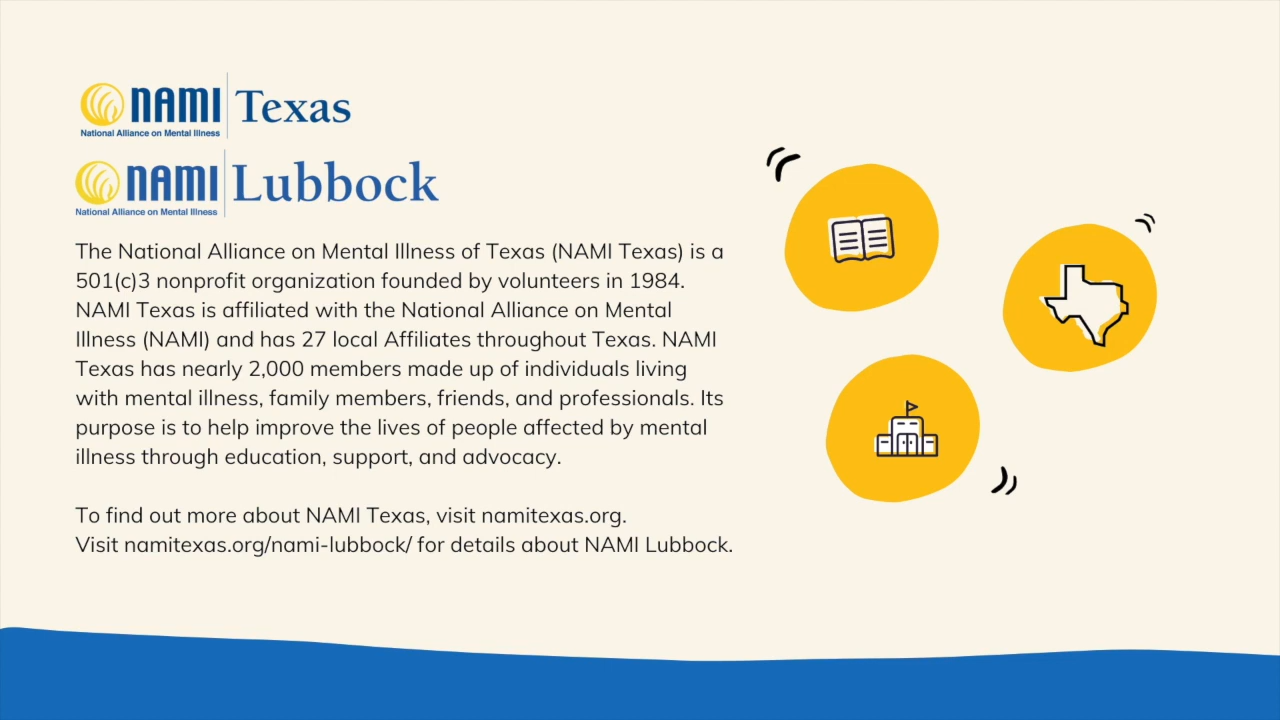 NAMI Texas
National Alliance on Mental Illness
NAMI Lubbock
National Alliance on Mental Illness
The National Alliance on Mental Illness of Texas (NAMI Texas) is a
501(c)3 nonprofit organization founded by volunteers in 1984.
NAMI Texas is affiliated with the National Alliance on Mental
Illness (NAMI) and has 27 local Affiliates throughout Texas. NAMI
Texas has nearly 2,000 members made up of individuals living
with mental illness, family members, friends, and professionals. Its
purpose is to help improve the lives of people affected by mental
illness through education, support, and advocacy.
To find out more about NAMI Texas, visit namitexas.org.
Visit namitexas.org/nami-lubbock/ for details about NAMI Lubbock.